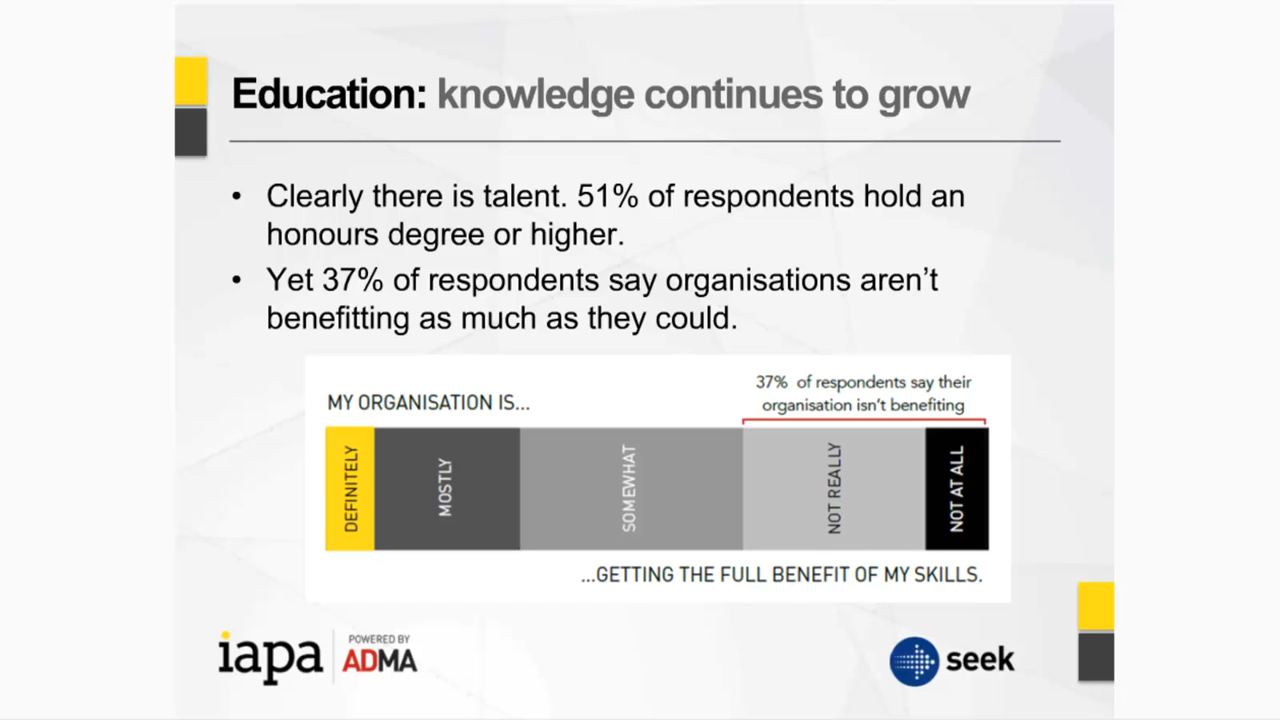 Education: knowledge continues to grow
• Clearly there is talent. 51% of respondents hold an
honours degree or higher.
• Yet 37% of respondents say organisations aren’t
benefitting as much as they could.
MY ORGANISATION IS...
37% of respondents say their
organisation isn’t benefiting
DEFINITELY
MOSTLY
SOMEWHAT
NOT REALLY
NOT AT ALL
...GETTING THE FULL BENEFIT OF MY SKILLS.
iapa
POWERED BY
ADMA
seek